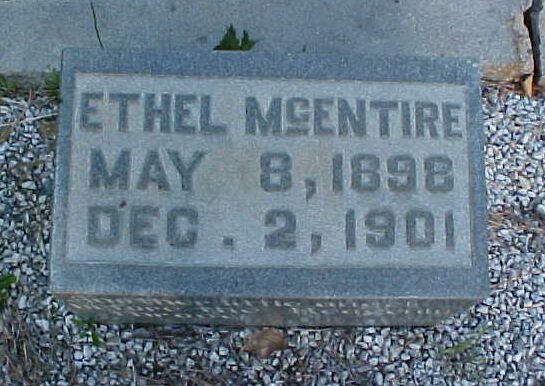 ETHEL McENTIRE
MAY 8, 1898
DEC. 2, 1901